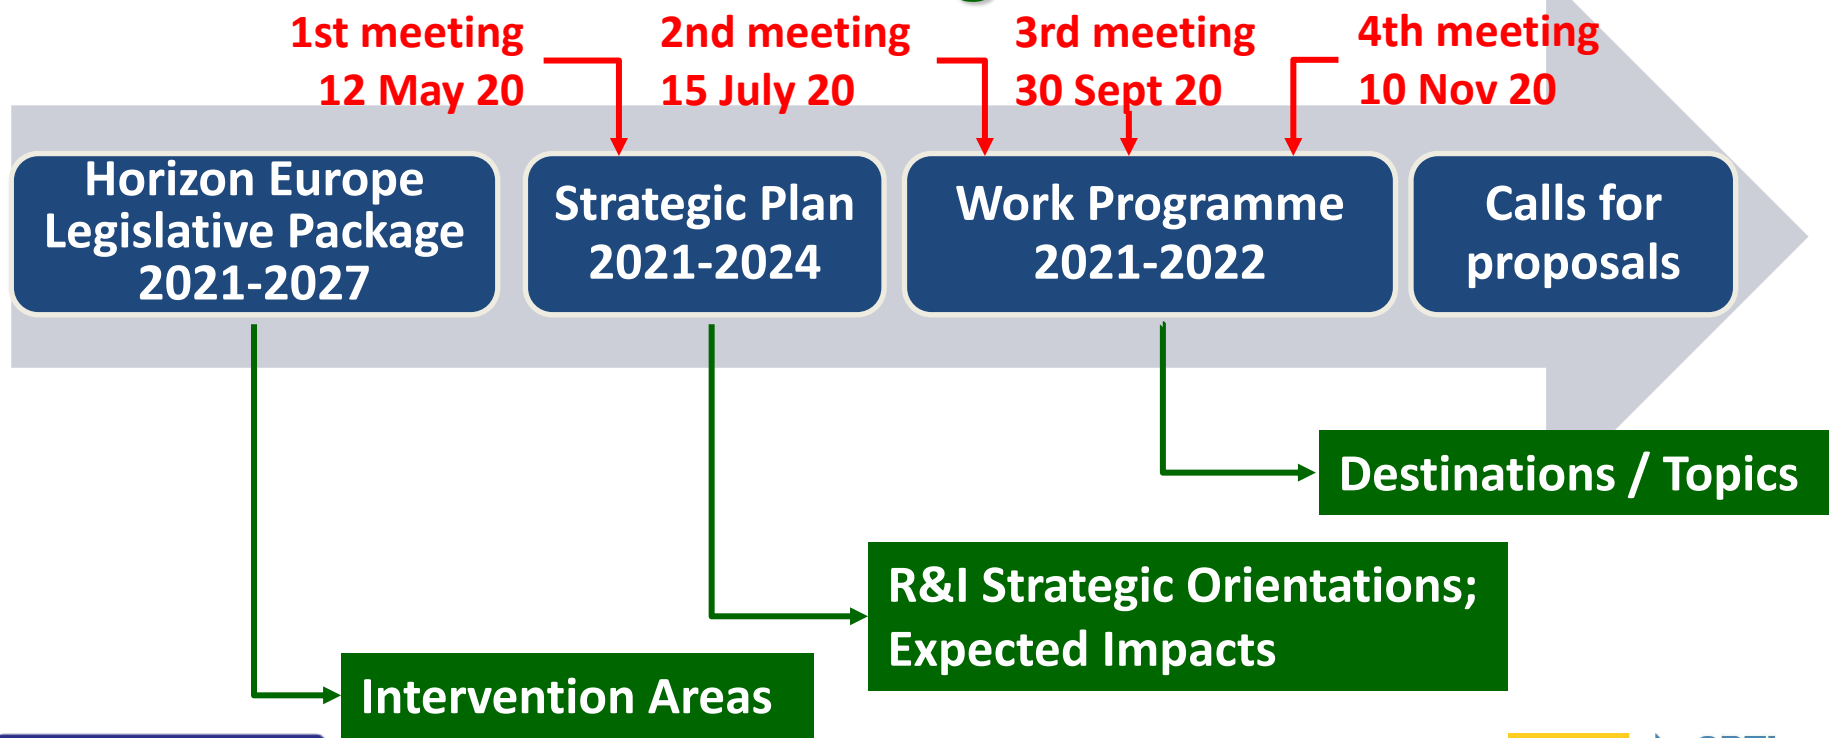 1st meeting
12 May 20
2nd meeting
15 July 20
3rd meeting
30 Sept 20
4th meeting
10 Nov 20
Horizon Europe
Legislative Package
2021-2027
Strategic Plan
2021-2024
Work Programme
2021-2022
Calls for
proposals
Destinations / Topics
R&I Strategic Orientations;
Expected Impacts
Intervention Areas